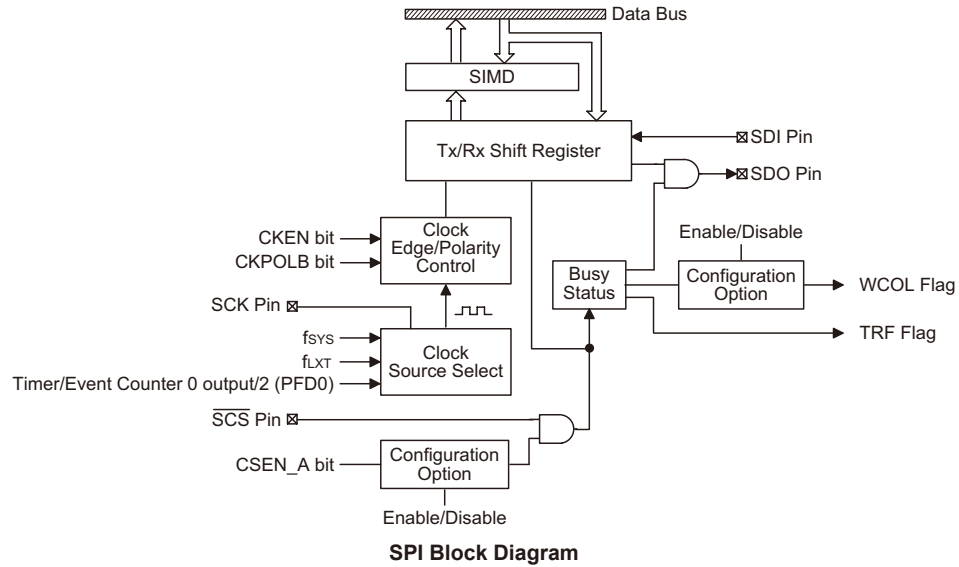 Data Bus
SIMD
Tx/Rx Shift Register
SDI Pin
SDO Pin
CKEN bit
CKPOLB bit
Clock
Edge/Polarity
Control
Enable/Disable
Busy
Status
Configuration
Option
WCOL Flag
TRF Flag
SCK Pin
fSYS
fLXT
Timer/Event Counter 0 output/2 (PFD0)
Clock
Source Select
SCS Pin
CSEN_A bit
Configuration
Option
Enable/Disable
SPI Block Diagram